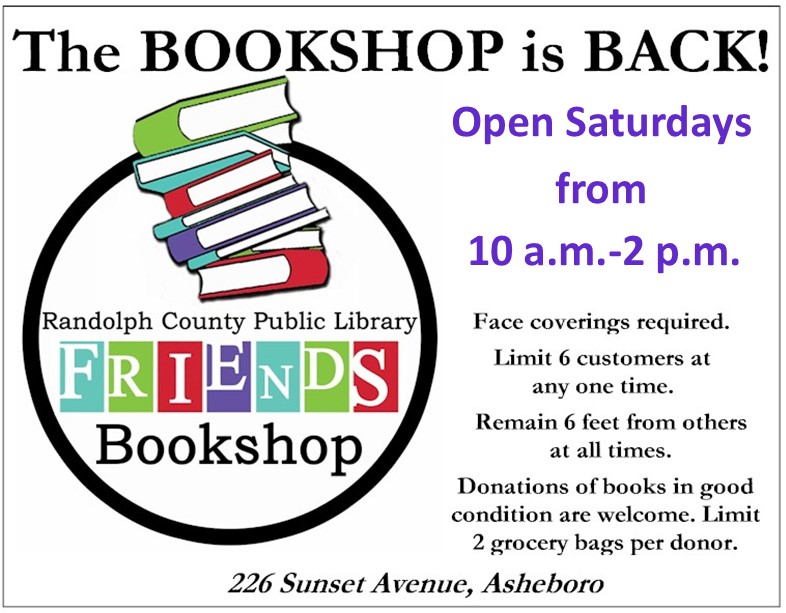 The BOOKSHOP is BACK!
Open Saturdays
from
10 a.m.-2 p.m.
Randolph County Public Library
FRIENDS
Bookshop
Face coverings required.
Limit 6 customers at
any one time.
Remain 6 feet from others
at all times.
Donations of books in good
condition are welcome. Limit
2 grocery bags per donor.
226 Sunset Avenue, Asheboro